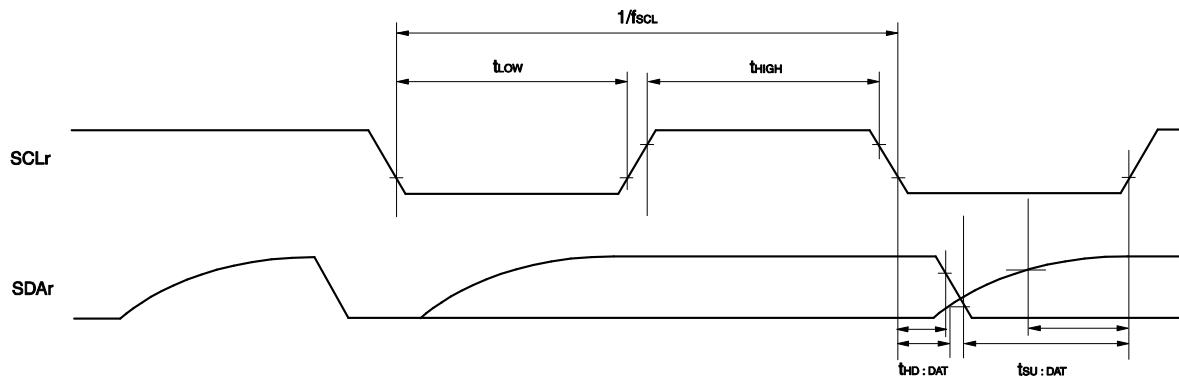 1/fSCL
tLOW
tHIGH
SCLr
SDAr
tHD : DAT
tSU : DAT